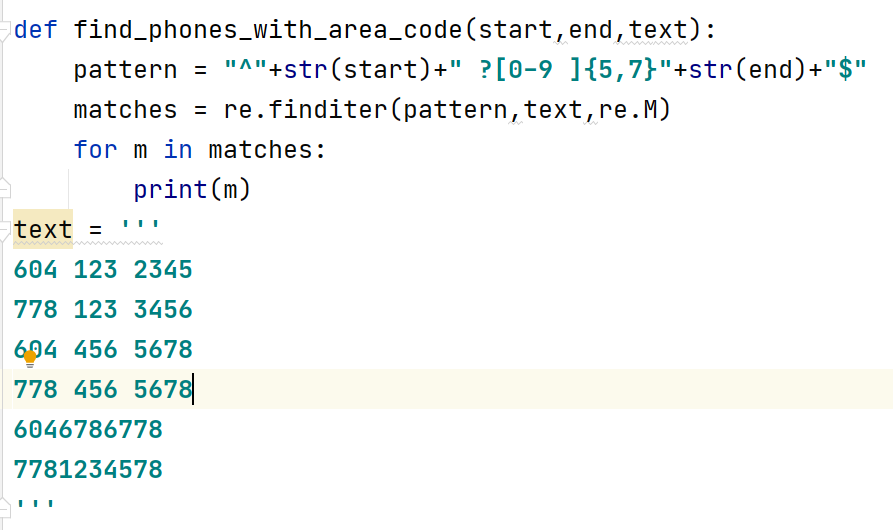 def find_phones_with_area_code(start,end,text):
    pattern = "^"+str(start)+" ?[0-9 ]{5,7}"+str(end)+"$"
    matches = re.finditer(pattern,text,re.M)
    for m in matches:
        print(m)
text = '''
604 123 2345
778 123 3456
604 456 5678
778 456 5678
6046786778
7781234578
'''